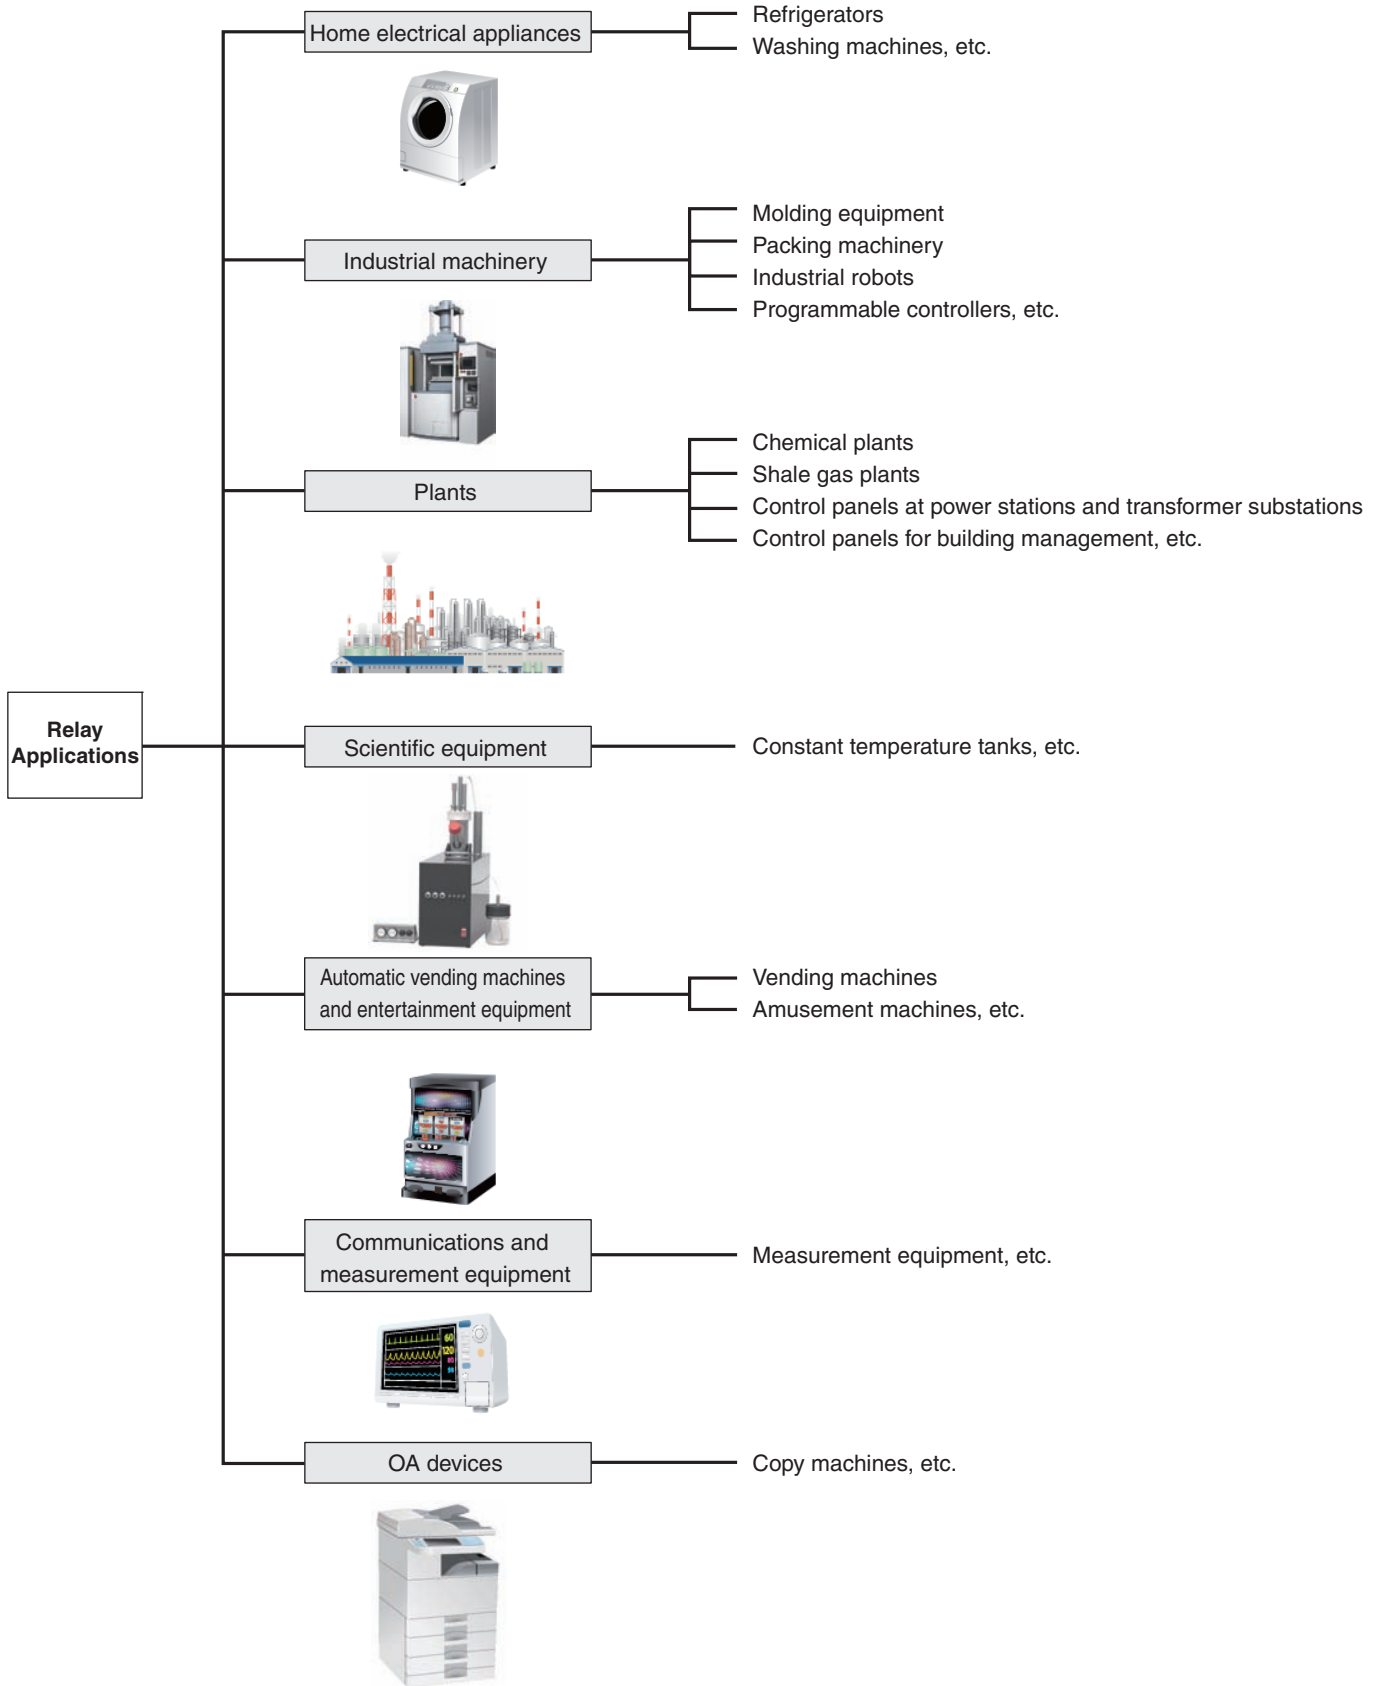 Relay
Applications
Home electrical appliances
Refrigerators
Washing machines, etc.
Industrial machinery
Molding equipment
Packing machinery
Industrial robots
Programmable controllers, etc.
Plants
Chemical plants
Shale gas plants
Control panels at power stations and transformer substations
Control panels for building management, etc.
Scientific equipment
Constant temperature tanks, etc.
Automatic vending machines
and entertainment equipment
Vending machines
Amusement machines, etc.
Communications and
measurement equipment
Measurement equipment, etc.
60
120
OA devices
Copy machines, etc.